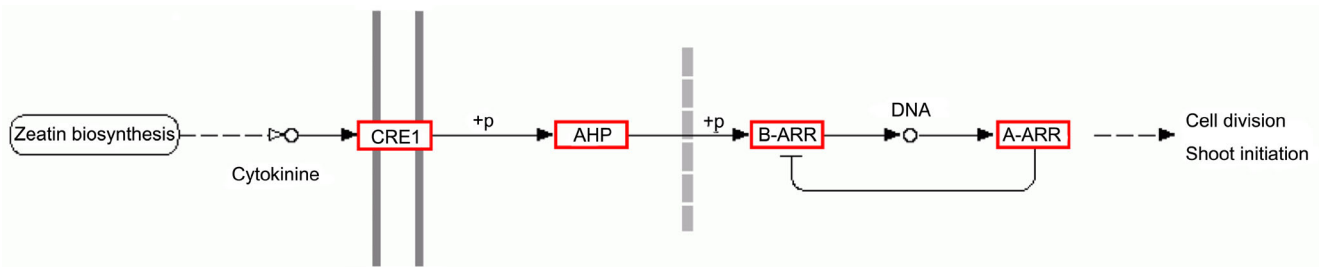 Zeatin biosynthesis
Cytokinine
CRE1
+p
AHP
+p
B-ARR
DNA
A-ARR
Cell division
Shoot initiation